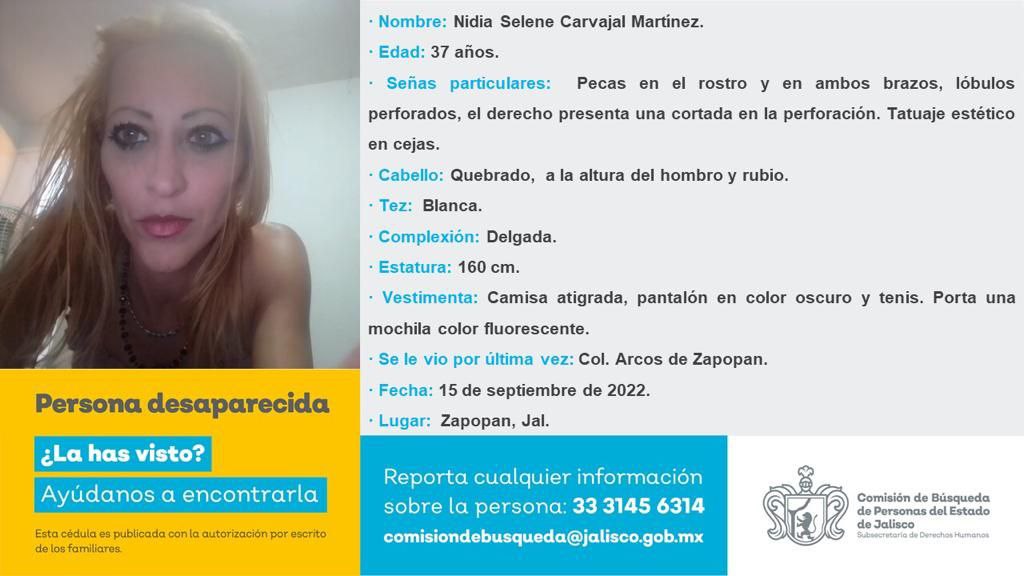 · Nombre: Nidia Selene Carvajal Martínez.
· Edad: 37 años.
· Señas particulares: Pecas en el rostro y en ambos brazos, lóbulos
perforados, el derecho presenta una cortada en la perforación. Tatuaje estético
en cejas.
· Cabello: Quebrado, a la altura del hombro y rubio.
· Tez: Blanca.
· Complexión: Delgada.
· Estatura: 160 cm.
· Vestimenta: Camisa atigrada, pantalón en color oscuro y tenis. Porta una
mochila color fluorescente.
· Se le vio por última vez: Col. Arcos de Zapopan.
· Fecha: 15 de septiembre de 2022.
· Lugar: Zapopan, Jal.
Persona desaparecida
¿La has visto?
Ayúdanos a encontrarla
Esta cédula es publicada con la autorización por escrito
de los familiares.
Reporta cualquier información
sobre la persona: 33 3145 6314
comisiondebusqueda@jalisco.gob.mx
Comisión de Búsqueda
de Personas del Estado
de Jalisco
Subsecretaría de Derechos Humanos